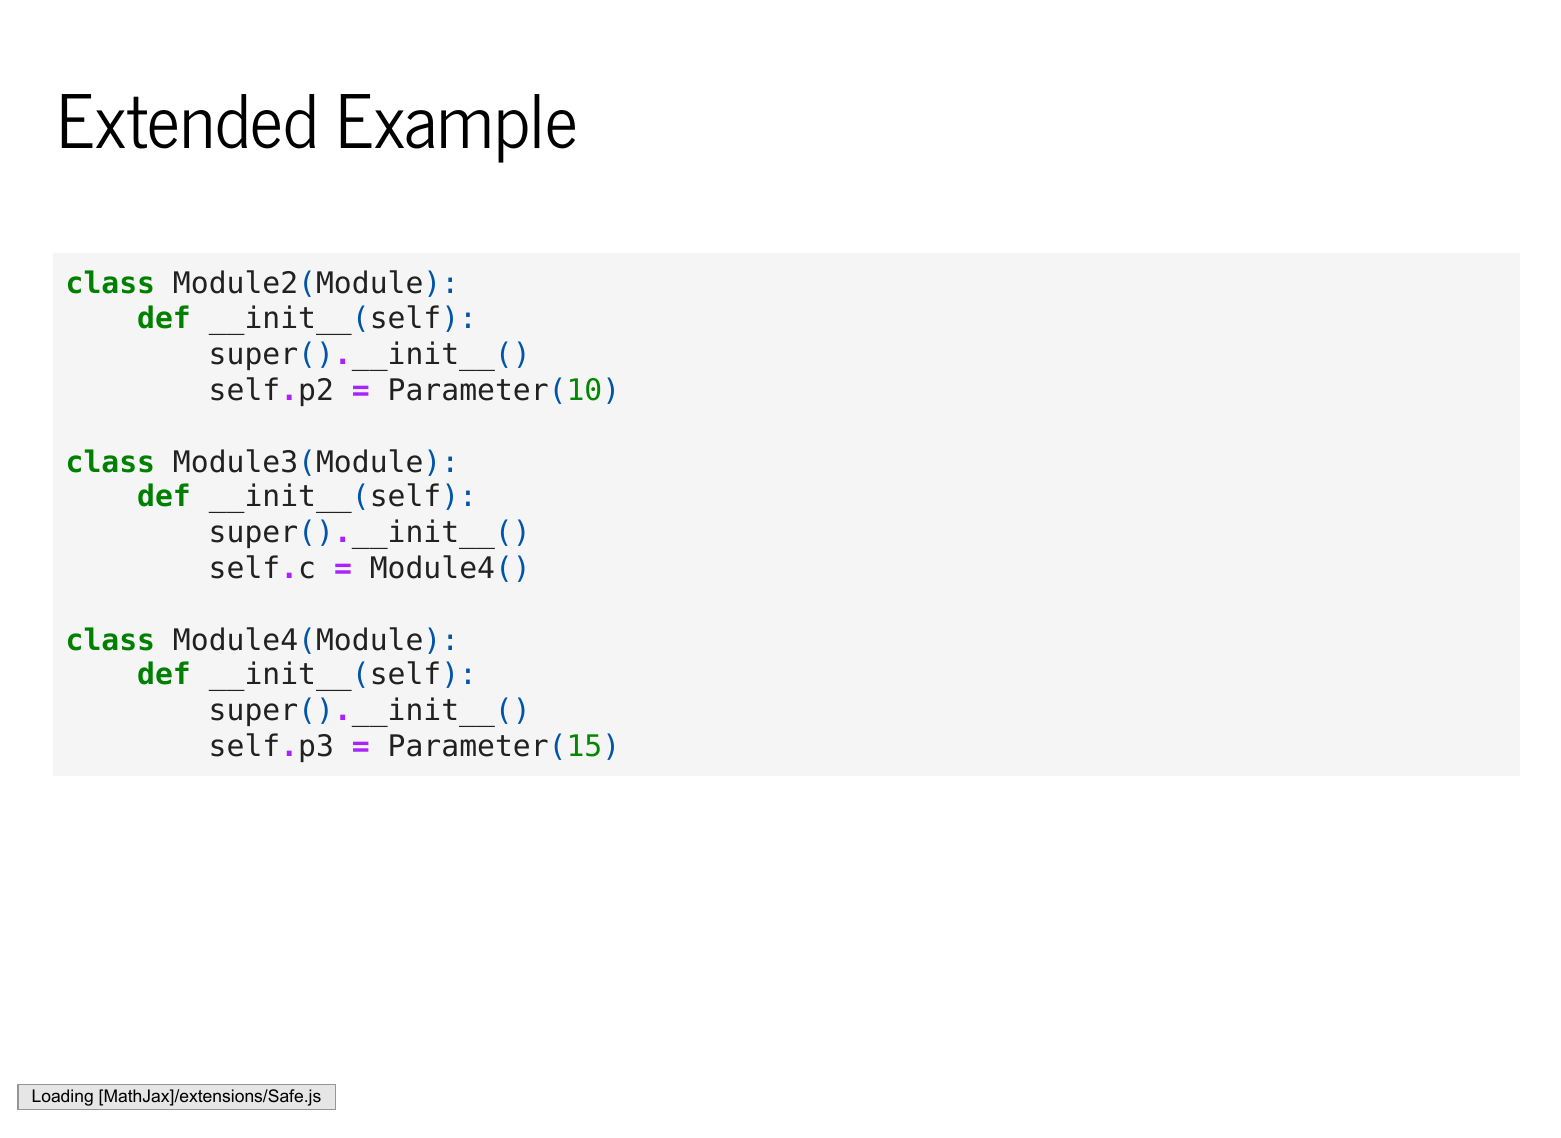 Extended Example
class Module2(Module):
    def __init__(self):
        super().__init__()
        self.p2 = Parameter(10)

class Module3(Module):
    def __init__(self):
        super().__init__()
        self.c = Module4()

class Module4(Module):
    def __init__(self):
        super().__init__()
        self.p3 = Parameter(15)
Loading [MathJax]/extensions/Safe.js